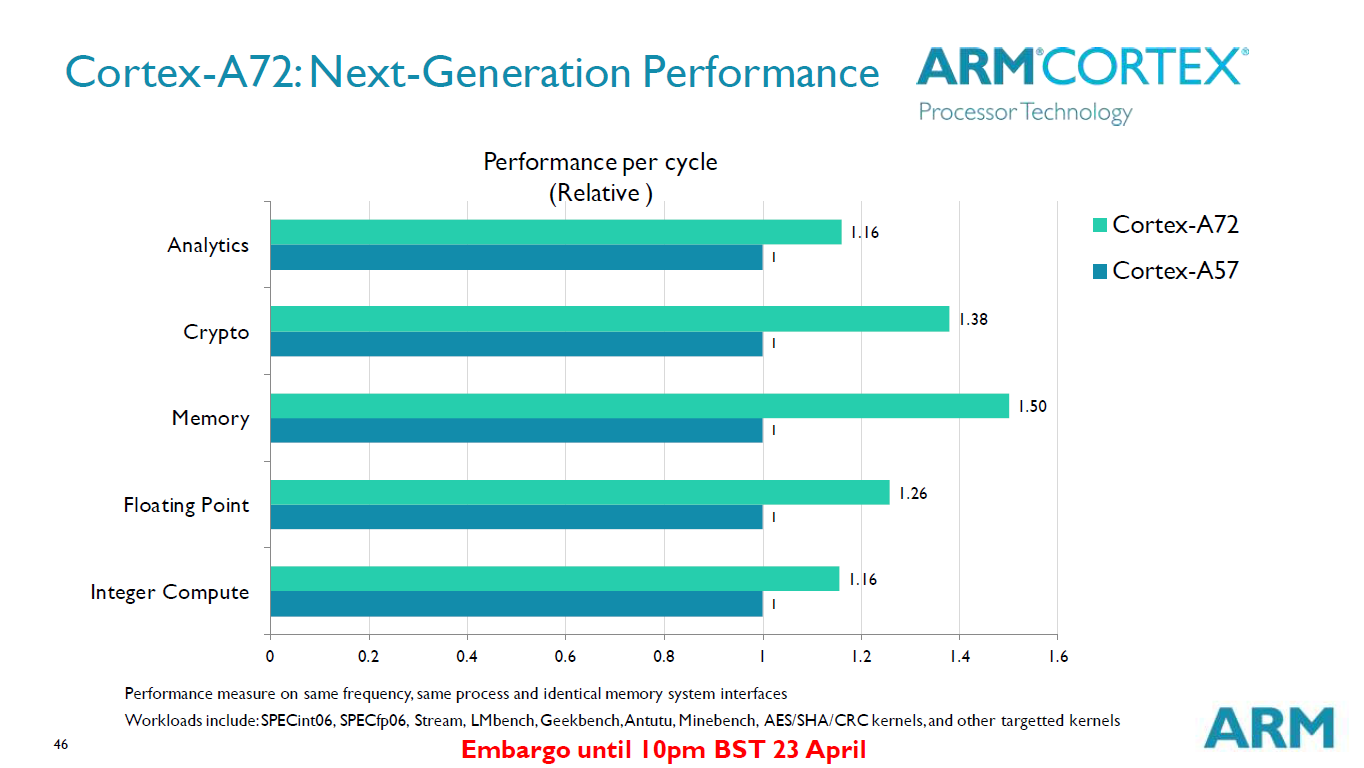 Cortex-A72: Next-Generation Performance
ARM®CORTEX®
Processor Technology
Performance per cycle
(Relative )
Cortex-A72
Cortex-A57
Analytics
1.16
1
Crypto
1.38
1
Memory
1.50
1
Floating Point
1.26
1
Integer Compute
1.16
1
0 0.2 0.4 0.6 0.8 1 1.2 1.4 1.6
Performance measure on same frequency, same process and identical memory system interfaces
Workloads include: SPECint06, SPECfp06, Stream, LMbench, Geekbench, Antutu, Minebench, AES/SHA/CRC kernels, and other targetted kernels
46
Embargo until 10pm BST 23 April
ARM